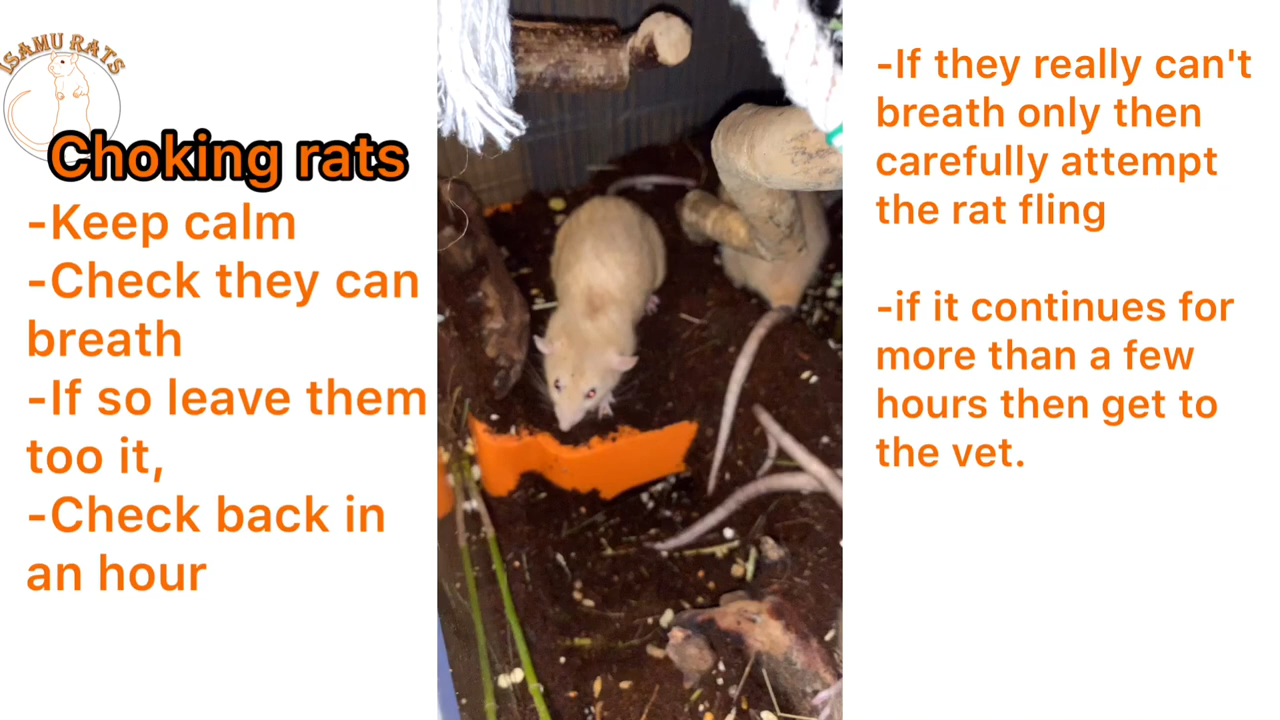 ISAMU RATS
Choking rats
-Keep calm
-Check they can
breath
-If so leave them
too it,
-Check back in
an hour
-If they really can't
breath only then
carefully attempt
the rat fling
-if it continues for
more than a few
hours then get to
the vet.